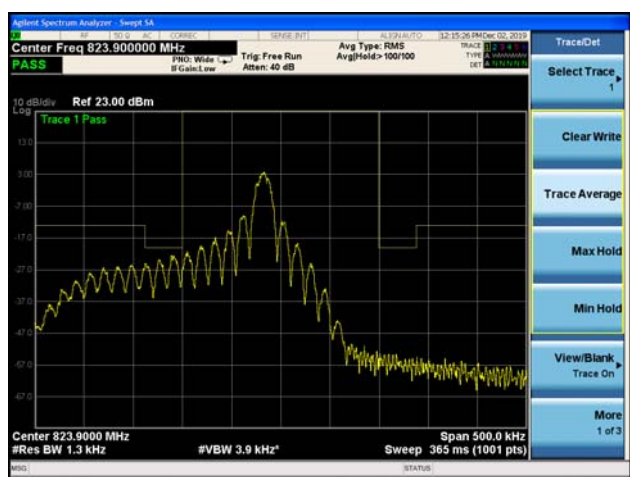 Agilent Spectrum Analyzer - Swept SA
RF 50 Ω AC CORREC SENSE:INT ALIGN AUTO 12:15:26 PM Dec 02, 2019
Center Freq 823.900000 MHz
Avg Type: RMS
TRACE 1 2 3 4 5 6
PASS
PNO: Wide
Trig: Free Run
Avg|Hold:>100/100
TYPE
IFGain:Low
Atten: 40 dB
DET A N N N N N
10 dB/div Ref 23.00 dBm
Log
Trace 1 Pass
13.0
3.00
-7.00
-17.0
-27.0
-37.0
-47.0
-57.0
-67.0
Center 823.9000 MHz
Span 500.0 kHz
#Res BW 1.3 kHz
#VBW 3.9 kHz*
Sweep 365 ms (1001 pts)
MSG
STATUS
Trace/Det
Select Trace
1
Clear Write
Trace Average
Max Hold
Min Hold
View/Blank
Trace On
More
1 of 3